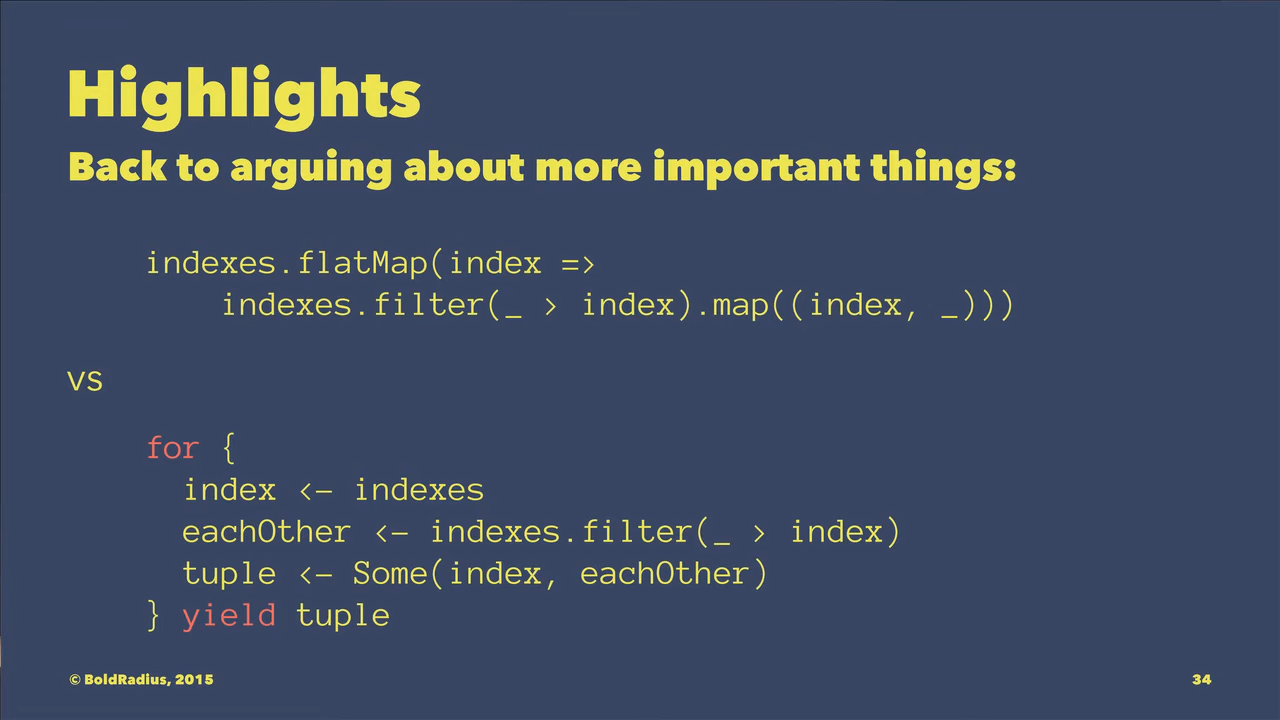 Highlights
Back to arguing about more important things:
indexes.flatMap(index =>
    indexes.filter(_ > index).map((index, _)))
vs
for {
  index <- indexes
  eachOther <- indexes.filter(_ > index)
  tuple <- Some(index, eachOther)
} yield tuple
© BoldRadius, 2015
34